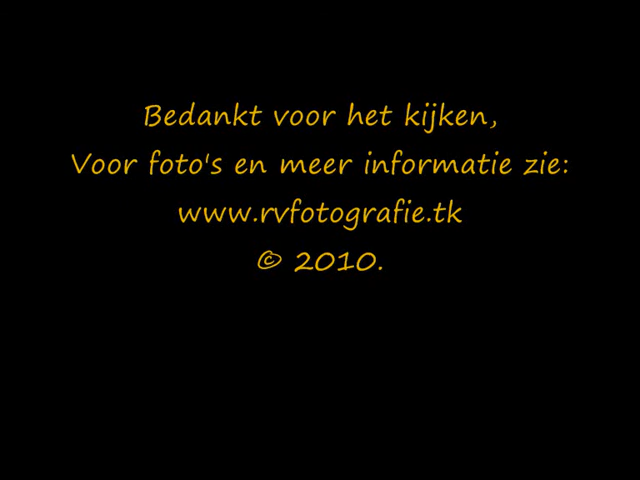 Bedankt voor het kijken,
Voor foto's en meer informatie zie:
www.rvfotografie.tk
© 2010.